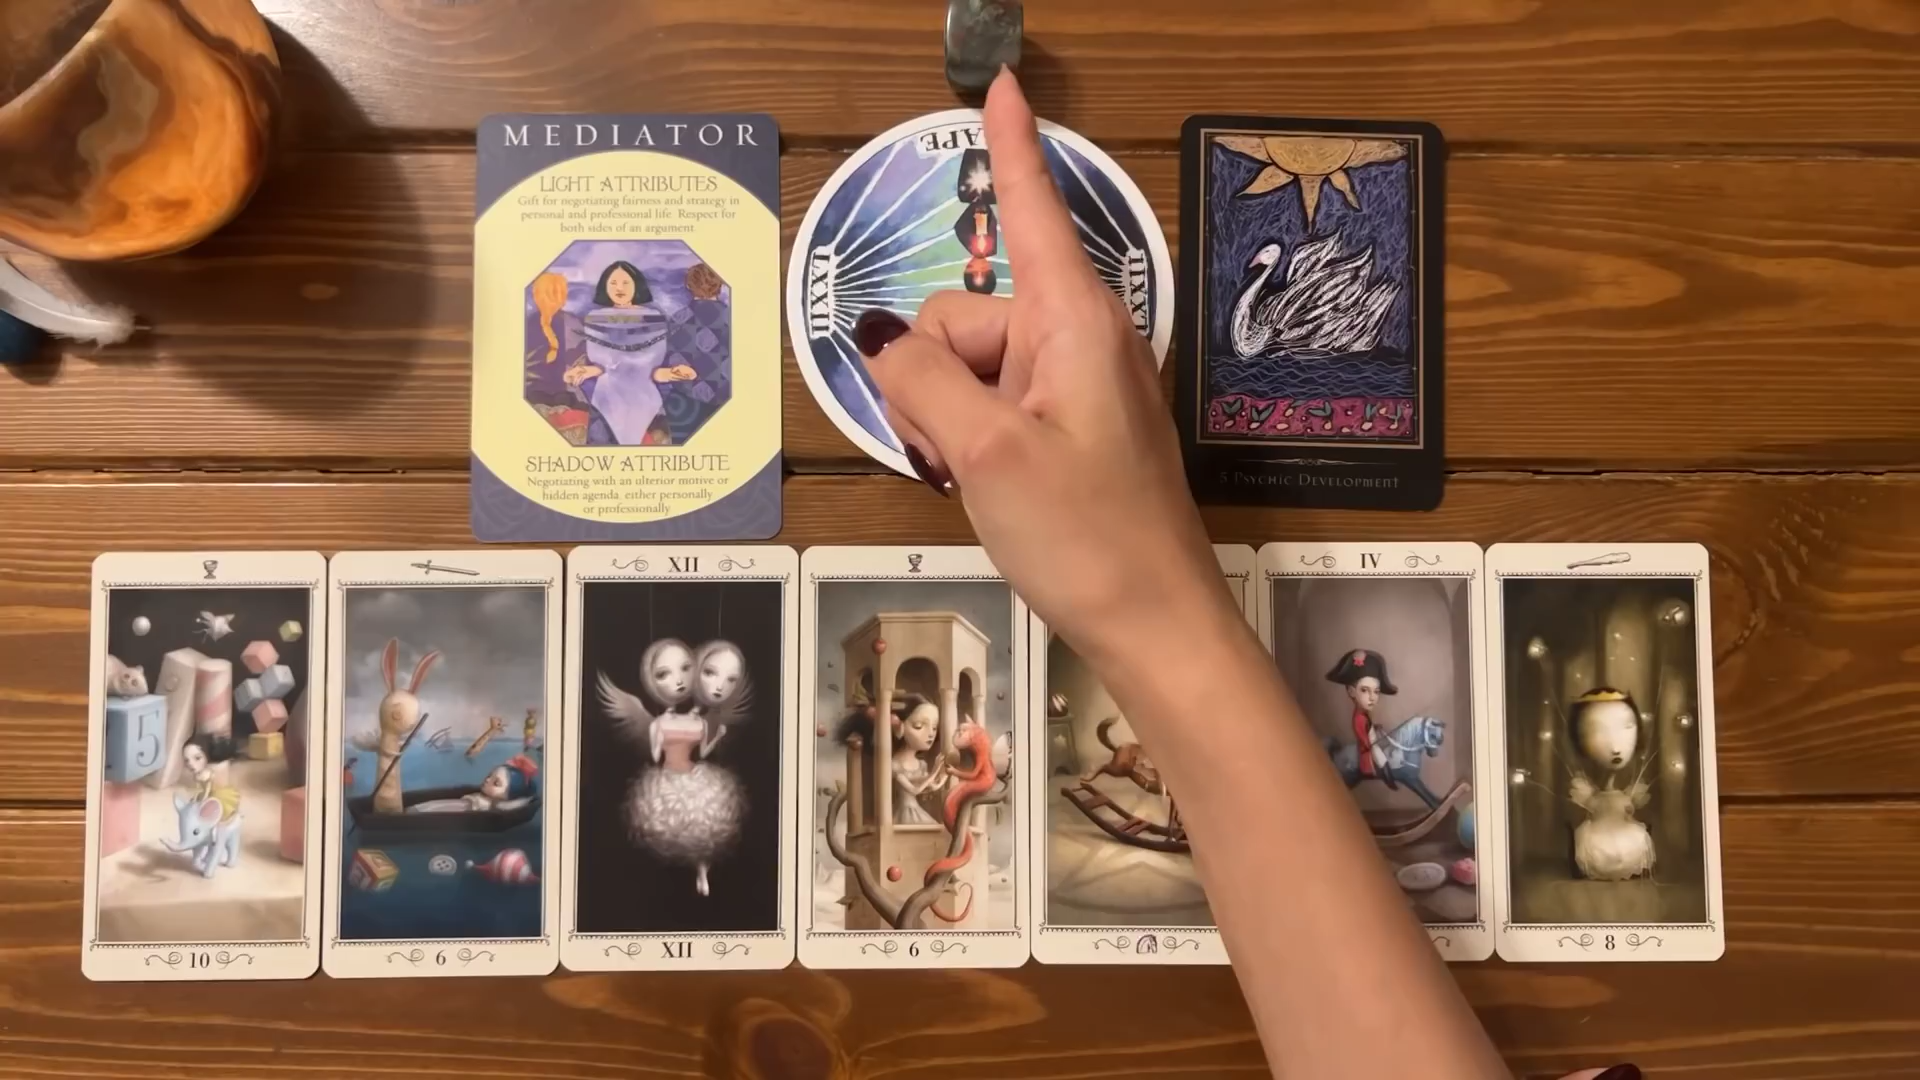 MEDIATOR
LIGHT ATTRIBUTES
Gift for negotiating fairness and strategy in
personal and professional life. Respect for
both sides of an argument
SHADOW ATTRIBUTE
Negotiating with an ulterior motive or
hidden agenda either personally
or professionally
LXXII
5 PSYCHIC DEVELOPMENT
XII
IV
5
10
6
XII
6
8